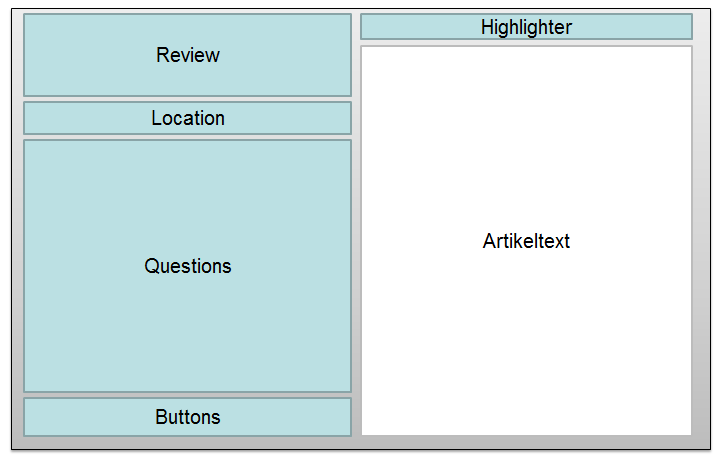 Review
Location
Questions
Buttons
Highlighter
Artikeltext